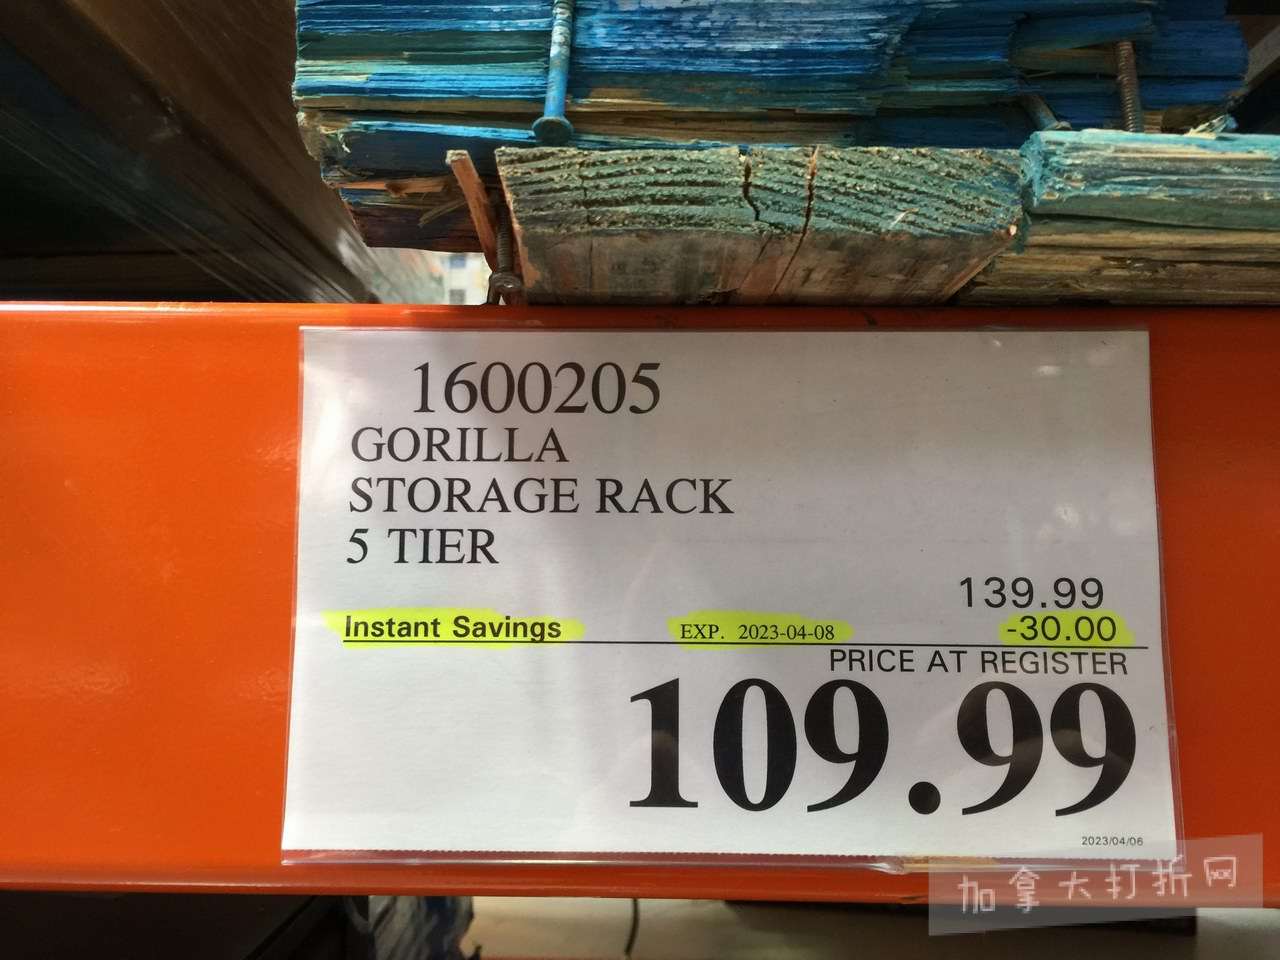 1600205
GORILLA
STORAGE RACK
5 TIER
139.99
Instant Savings EXP. 2023-04-08 -30.00
PRICE AT REGISTER
109.99
2023/04/06
加拿大打折网